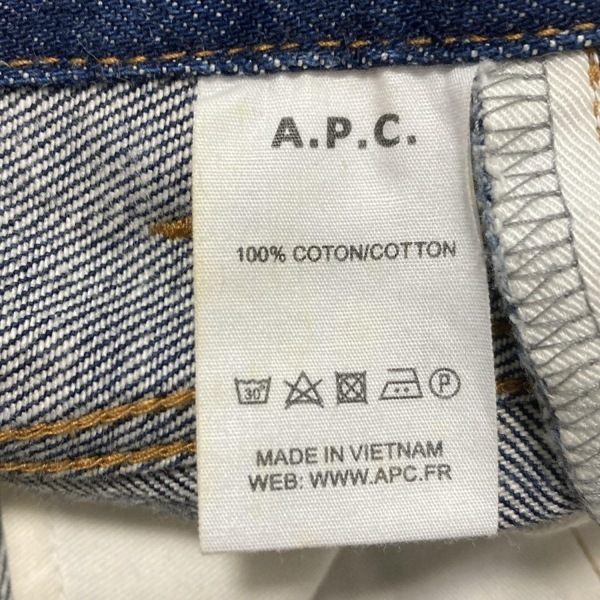 A.P.C.
100% COTON/COTTON
30° P
MADE IN VIETNAM
WEB: WWW.APC.FR